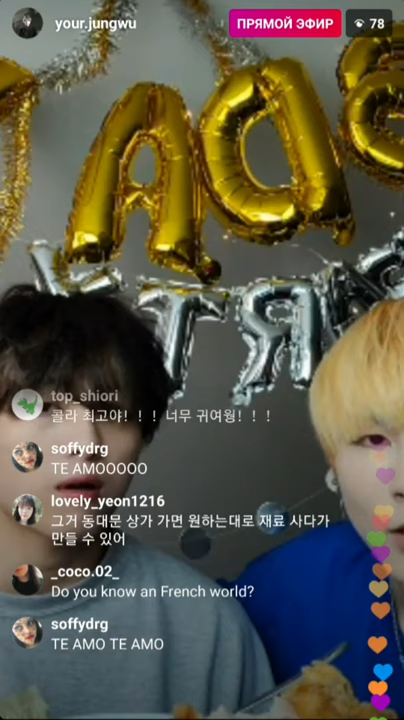 your.jungwu
ПРЯМОЙ ЭФИР
78
top_shiori
콜라 최고야！！！너무 귀여웡！！！
soffydrg
TE AMOOOOO
lovely_yeon1216
그거 동대문 상가 가면 원하는대로 재료 사다가
만들 수 있어
_coco.02_
Do you know an French world?
soffydrg
TE AMO TE AMO